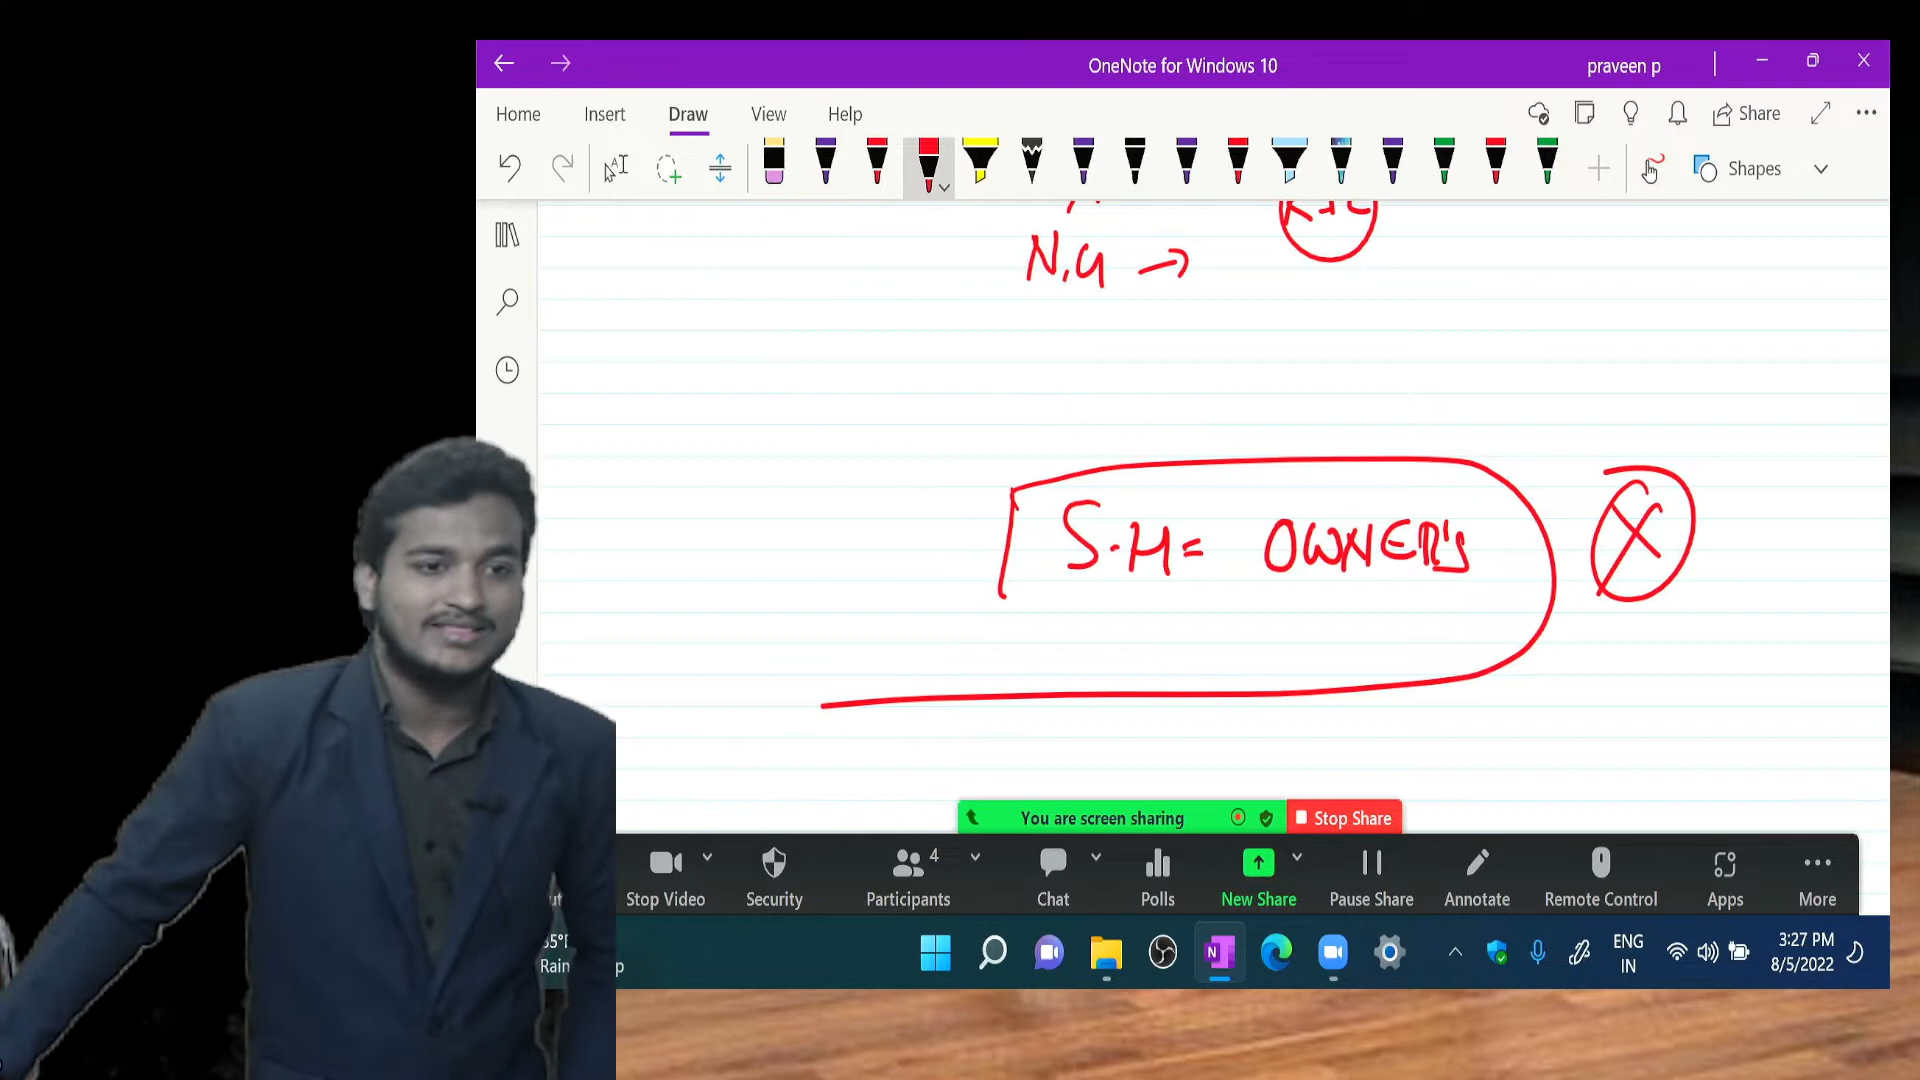 OneNote for Windows 10
praveen p
Home Insert Draw View Help
Share
Shapes
N.G →
S.H = OWNER'S
X
You are screen sharing
Stop Share
4
Stop Video Security Participants Chat Polls New Share Pause Share Annotate Remote Control Apps More
N
ENG
IN
3:27 PM
8/5/2022
Rain